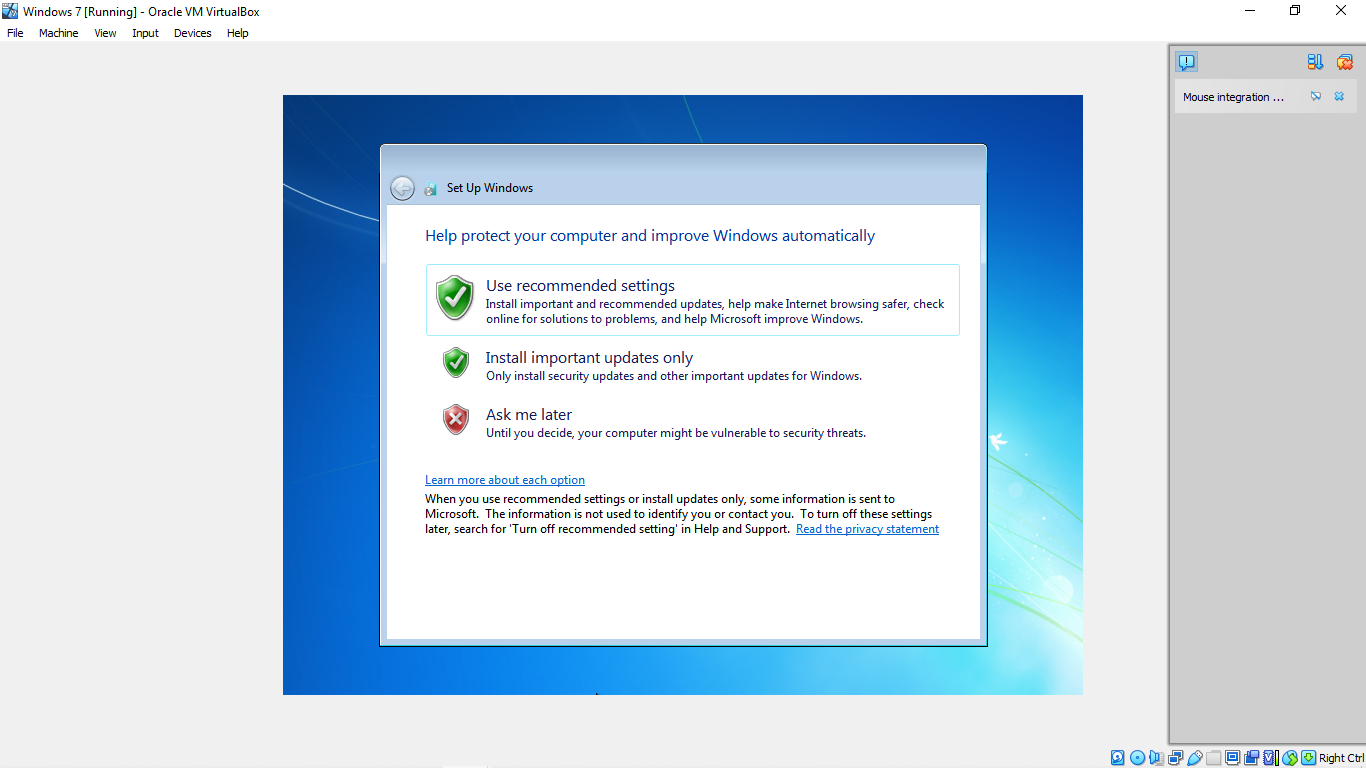 Windows 7 [Running] - Oracle VM VirtualBox
File Machine View Input Devices Help
Mouse integration ...
Set Up Windows
Help protect your computer and improve Windows automatically
Use recommended settings
Install important and recommended updates, help make Internet browsing safer, check
online for solutions to problems, and help Microsoft improve Windows.
Install important updates only
Only install security updates and other important updates for Windows.
Ask me later
Until you decide, your computer might be vulnerable to security threats.
Learn more about each option
When you use recommended settings or install updates only, some information is sent to
Microsoft. The information is not used to identify you or contact you. To turn off these settings
later, search for 'Turn off recommended setting' in Help and Support. Read the privacy statement
Right Ctrl